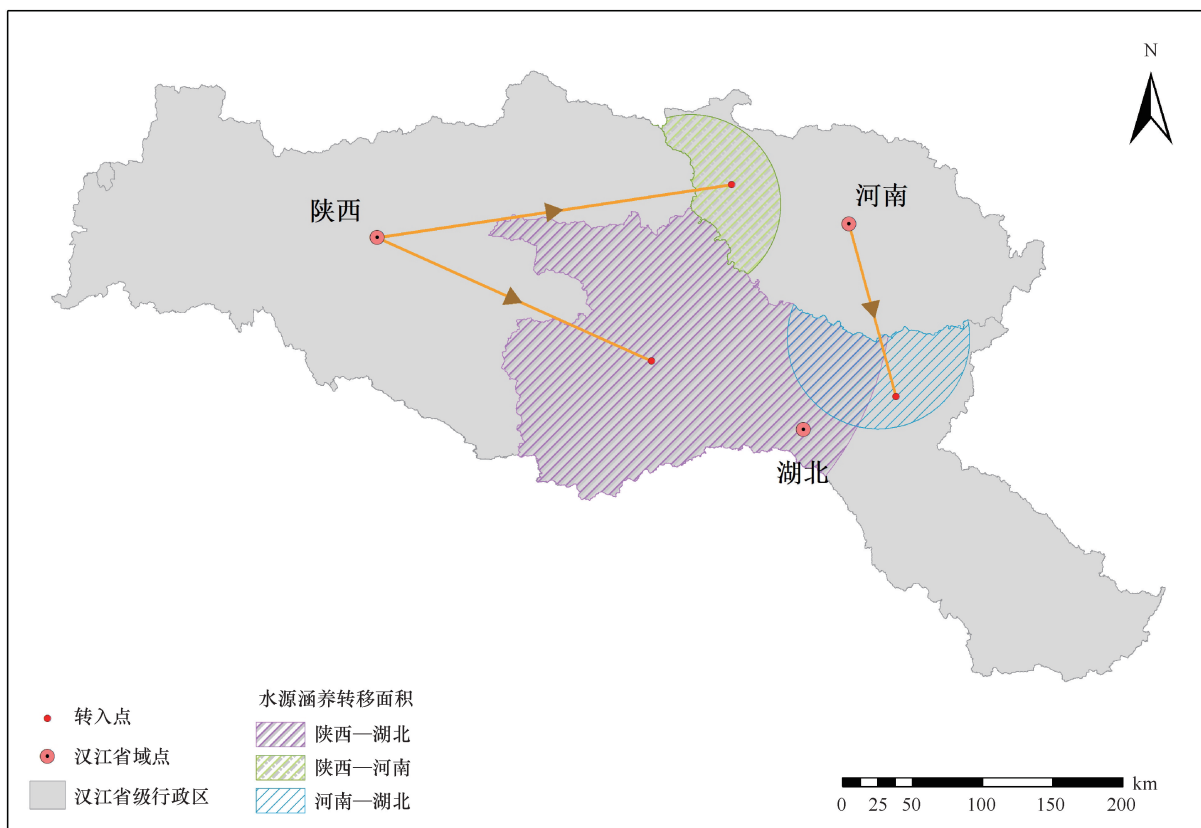 N
陕西
河南
湖北
水源涵养转移面积
转入点
陕西—湖北
汉江省域点
陕西—河南
汉江省级行政区
河南—湖北
km
0 25 50 100 150 200